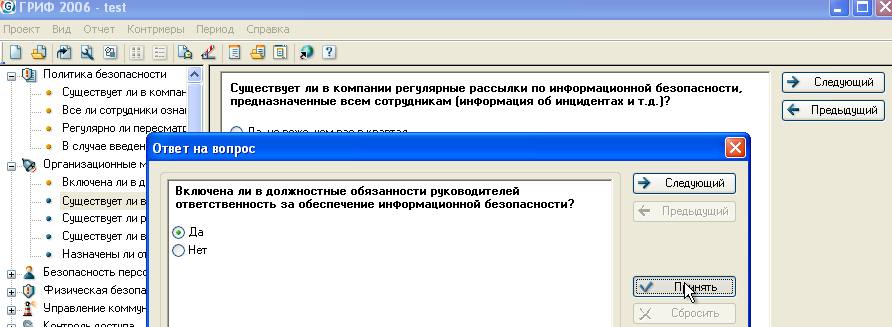 ГРИФ 2006 - test
Проект Вид Отчет Контрмеры Период Справка
Политика безопасности
Существует ли в компан
Все ли сотрудники озна
Регулярно ли пересматр
В случае введен
Организационные м
Включена ли в д
Существует ли в
Существует ли р
Существует ли в
Назначены ли от
Безопасность персо
Физическая безопа
Управление коммун
Контроль доступа
Существует ли в компании регулярные рассылки по информационной безопасности,
предназначенные всем сотрудникам (информация об инцидентах и т.д.)?
Да, не реже, чем раз в квартал
Следующий
Предыдущий
Ответ на вопрос
Включена ли в должностные обязанности руководителей
ответственность за обеспечение информационной безопасности?
Да
Нет
Следующий
Предыдущий
Принять
Сбросить